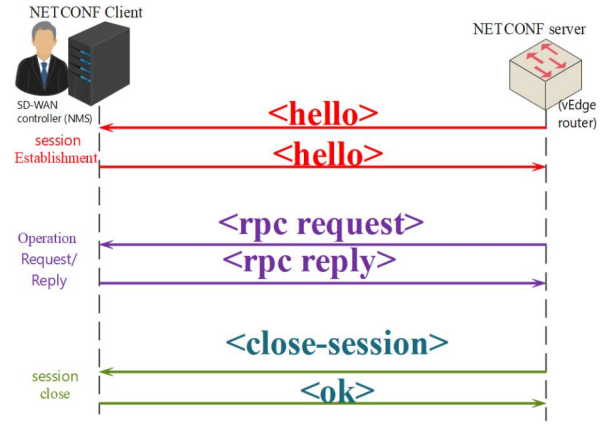 NETCONF Client
NETCONF server
SD-WAN
controller (NMS)
(vEdge
router)
<hello>
session
Establishment
<hello>
<rpc request>
Operation
Request/
Reply
<rpc reply>
<close-session>
session
close
<ok>